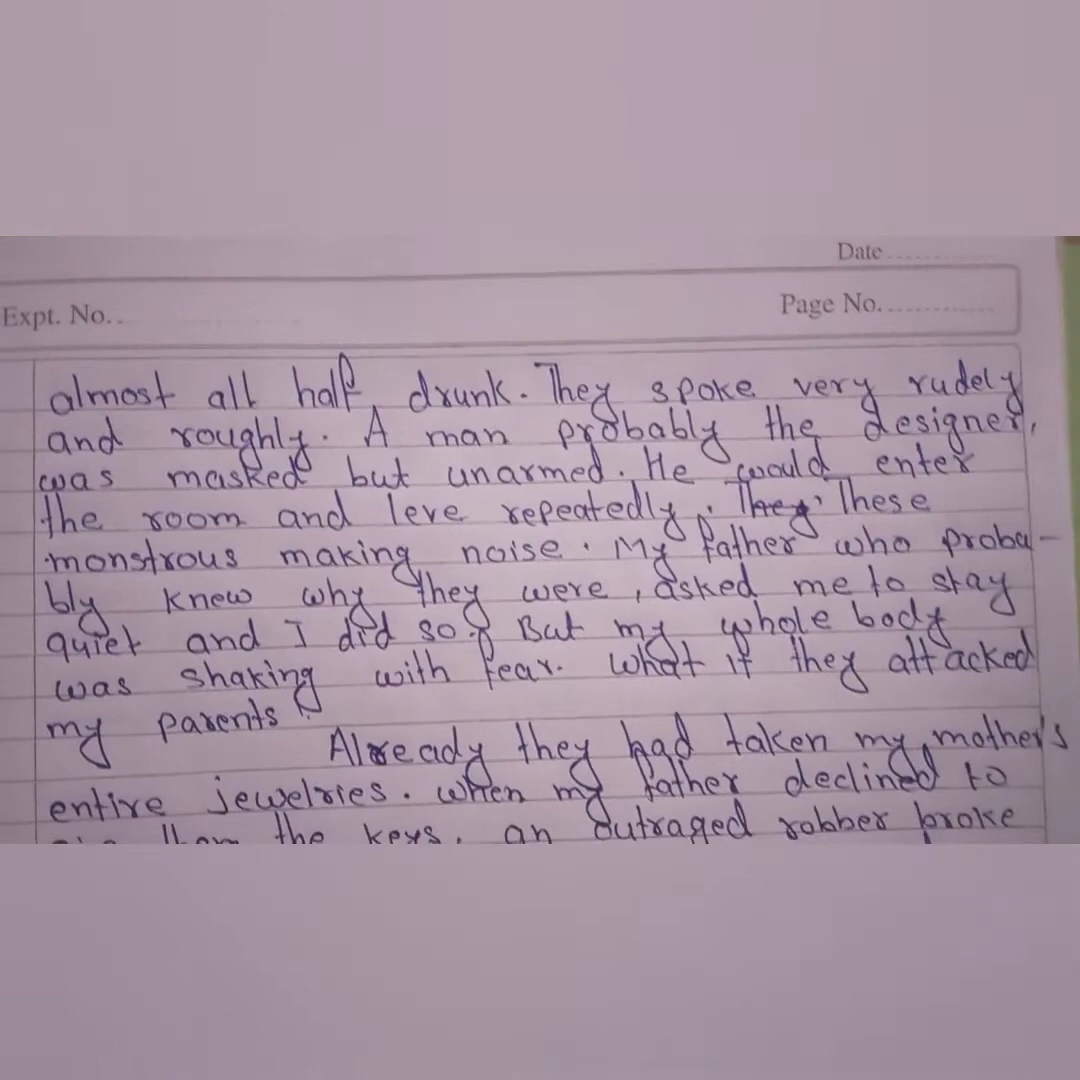 Date
Expt. No.
Page No.
almost all half drunk. They spoke very rudely
and roughly. A man probably the designer,
was masked but unarmed. He would enter
the room and leve repeatedly. They These
monstrous making noise. My father who proba-
bly knew why they were, asked me to stay
quiet and I did so. But my whole body
was shaking with fear. What if they attacked
my parents!
Already they had taken my mother's
entire jewelries. When my father declined to
them the keys, an outraged robber broke